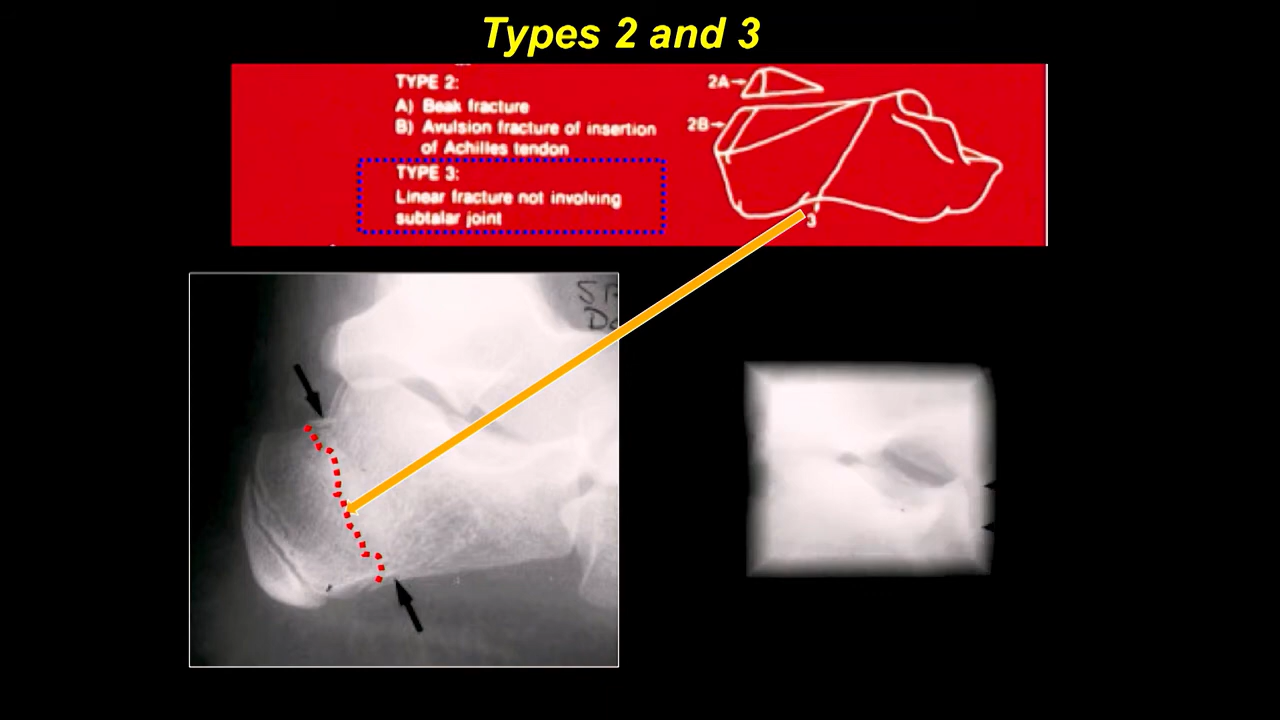 Types 2 and 3
TYPE 2:
A) Beak fracture
B) Avulsion fracture of insertion
of Achilles tendon
TYPE 3:
Linear fracture not involving
subtalar joint
2A
2B
3